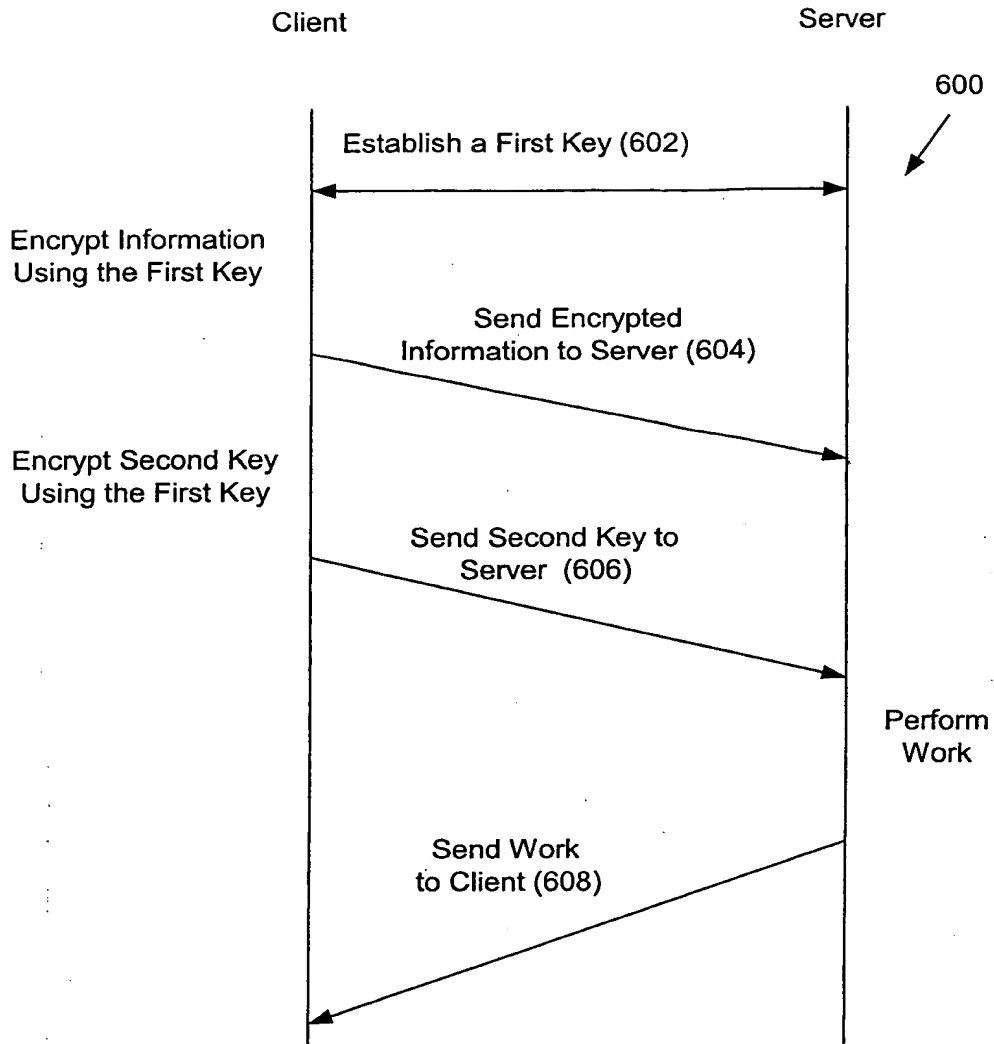 Client
Server
600
Establish a First Key (602)
Encrypt Information
Using the First Key
Send Encrypted
Information to Server (604)
Encrypt Second Key
Using the First Key
Send Second Key to
Server (606)
Perform
Work
Send Work
to Client (608)